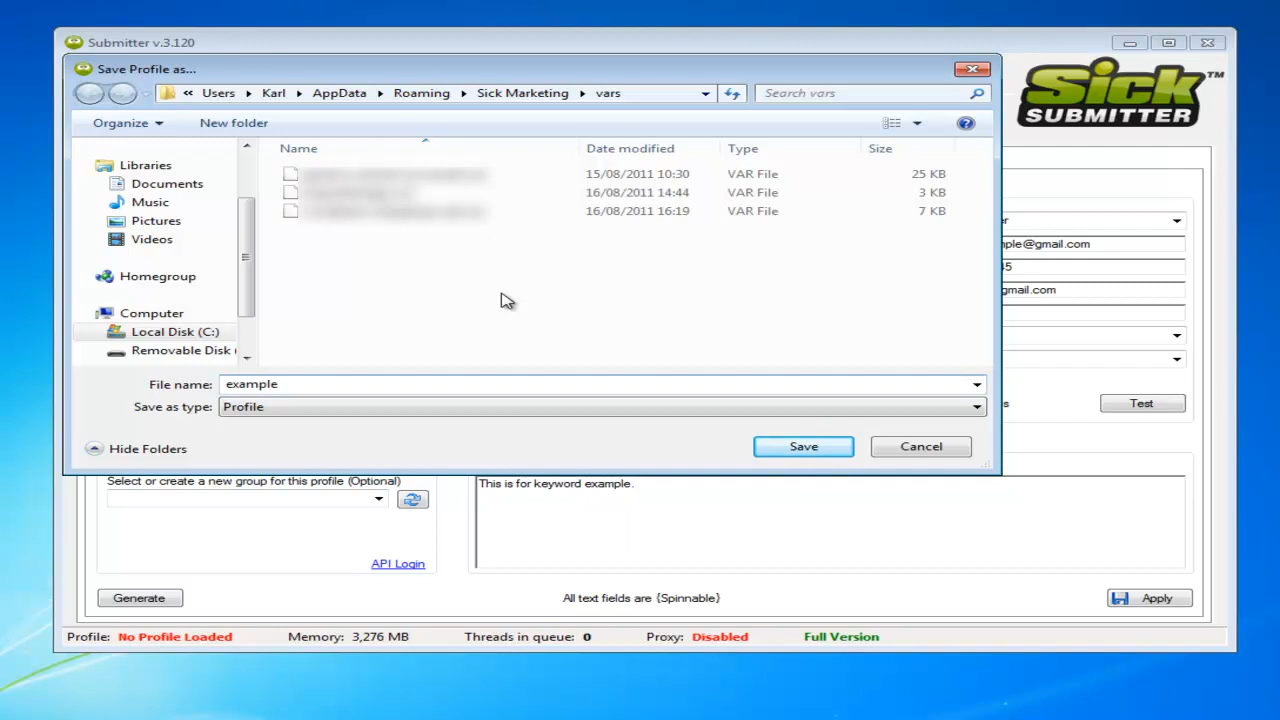 Submitter v.3.120
Save Profile as...
« Users Karl AppData Roaming Sick Marketing vars
Search vars
Sick™
SUBMITTER
Organize New folder
Name Date modified Type Size
Libraries
Documents
Music
Pictures
Videos
Homegroup
Computer
Local Disk (C:)
Removable Disk (
15/08/2011 10:30 VAR File 25 KB
16/08/2011 14:44 VAR File 3 KB
16/08/2011 16:19 VAR File 7 KB
@gmail.com
gmail.com
File name: example
Save as type: Profile
Test
Hide Folders
Save Cancel
Select or create a new group for this profile (Optional)
This is for keyword example.
API Login
Generate
All text fields are {Spinnable}
Apply
Profile: No Profile Loaded Memory: 3,276 MB Threads in queue: 0 Proxy: Disabled Full Version